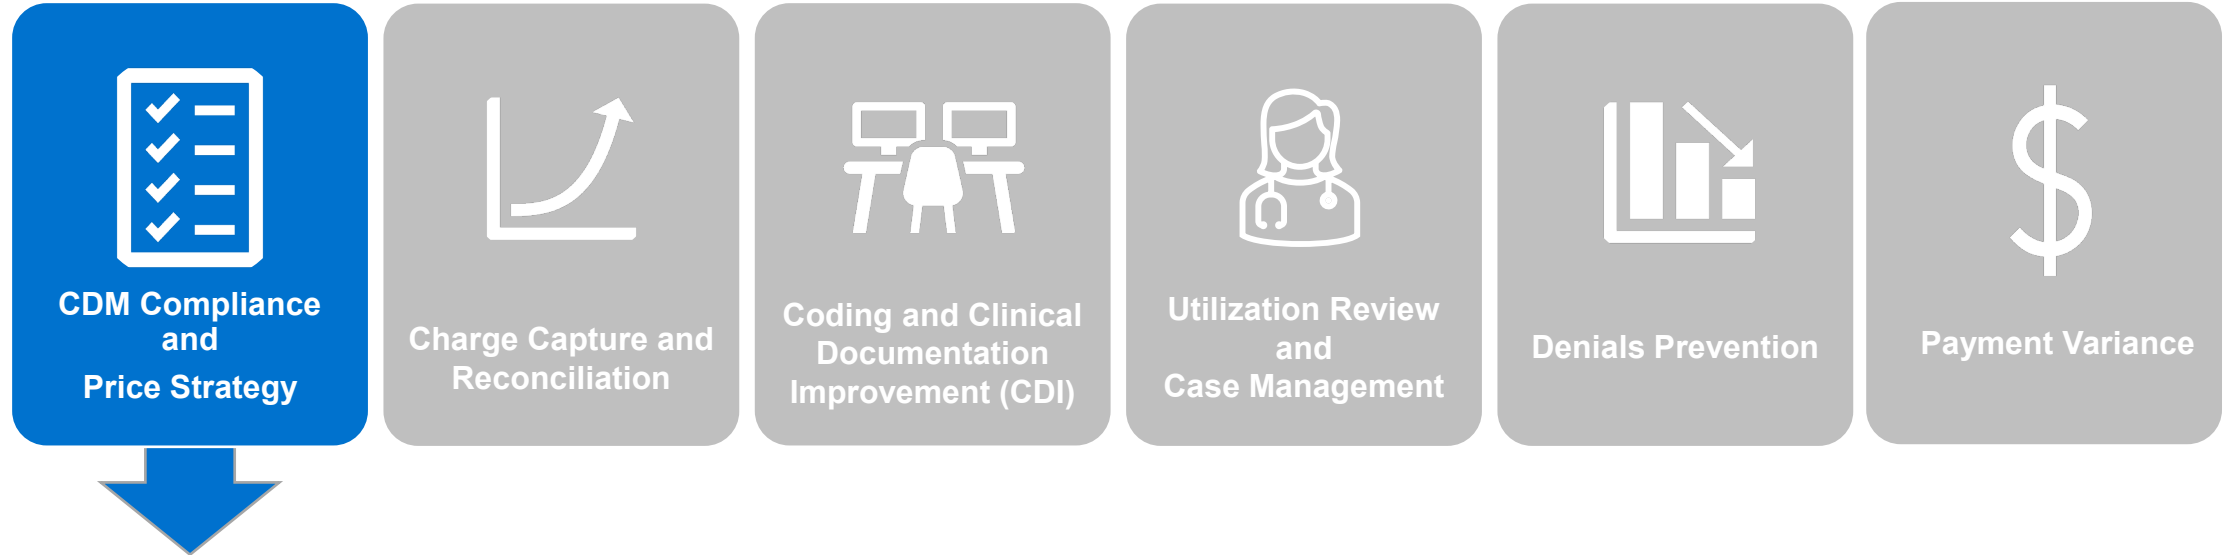 CDM Compliance
and
Price Strategy
Charge Capture and
Reconciliation
Coding and Clinical
Documentation
Improvement (CDI)
Utilization Review
and
Case Management
Denials Prevention
Payment Variance